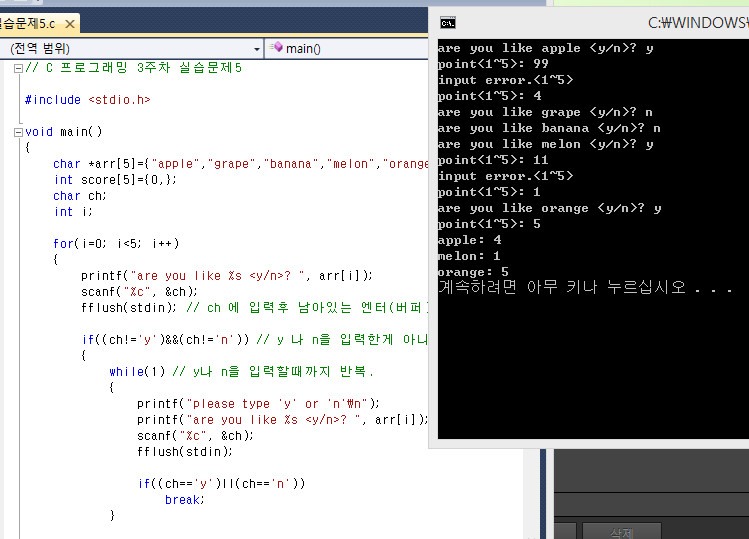 습문제5.c
(전역 범위)
main()
// C 프로그래밍 3주차 실습문제5
#include <stdio.h>
void main()
{
char *arr[5]={"apple","grape","banana","melon","orange
int score[5]={0,};
char ch;
int i;
for(i=0; i<5; i++)
{
printf("are you like %s <y/n>? ", arr[i]);
scanf("%c", &ch);
fflush(stdin); // ch 에 입력후 남아있는 엔터(버퍼)
if((ch!='y')&&(ch!='n')) // y 나 n을 입력한게 아니
{
while(1) // y나 n을 입력할때까지 반복.
{
printf("please type 'y' or 'n'₩n");
printf("are you like %s <y/n>? ", arr[i]);
scanf("%c", &ch);
fflush(stdin);
if((ch=='y')||(ch=='n'))
break;
}
C:₩WINDOWS₩
are you like apple <y/n>? y
point<1~5>: 99
input error.<1~5>
point<1~5>: 4
are you like grape <y/n>? n
are you like banana <y/n>? n
are you like melon <y/n>? y
point<1~5>: 11
input error.<1~5>
point<1~5>: 1
are you like orange <y/n>? y
point<1~5>: 5
apple: 4
melon: 1
orange: 5
계속하려면 아무 키나 누르십시오 . . .
삭제